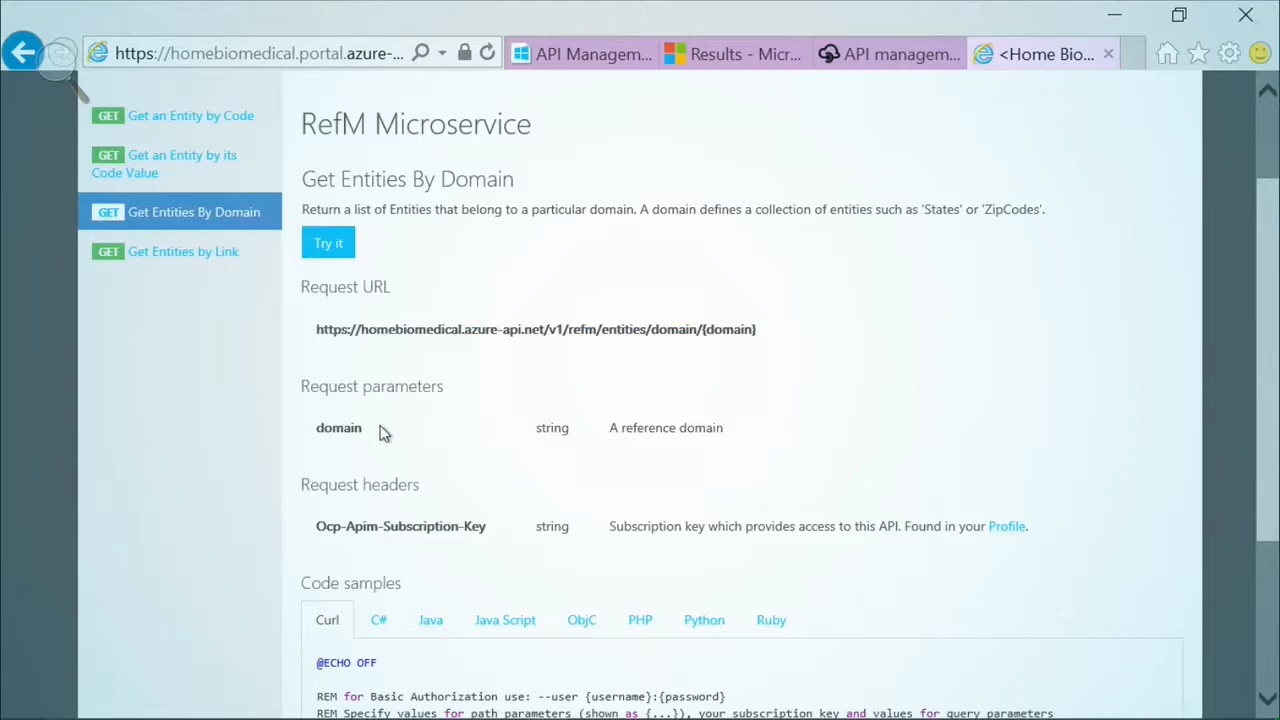 https://homebiomedical.portal.azure-...
API Managem...
Results - Micr...
API managem...
<Home Bio...
GET Get an Entity by Code
GET Get an Entity by its
Code Value
GET Get Entities By Domain
GET Get Entities by Link
RefM Microservice
Get Entities By Domain
Return a list of Entities that belong to a particular domain. A domain defines a collection of entities such as 'States' or 'ZipCodes'.
Try it
Request URL
https://homebiomedical.azure-api.net/v1/refm/entities/domain/{domain}
Request parameters
domain string A reference domain
Request headers
Ocp-Apim-Subscription-Key string Subscription key which provides access to this API. Found in your Profile.
Code samples
Curl C# Java Java Script ObjC PHP Python Ruby
@ECHO OFF
REM for Basic Authorization use: --user {username}:{password}
REM Specify values for path parameters (shown as {...}), your subscription key and values for query parameters